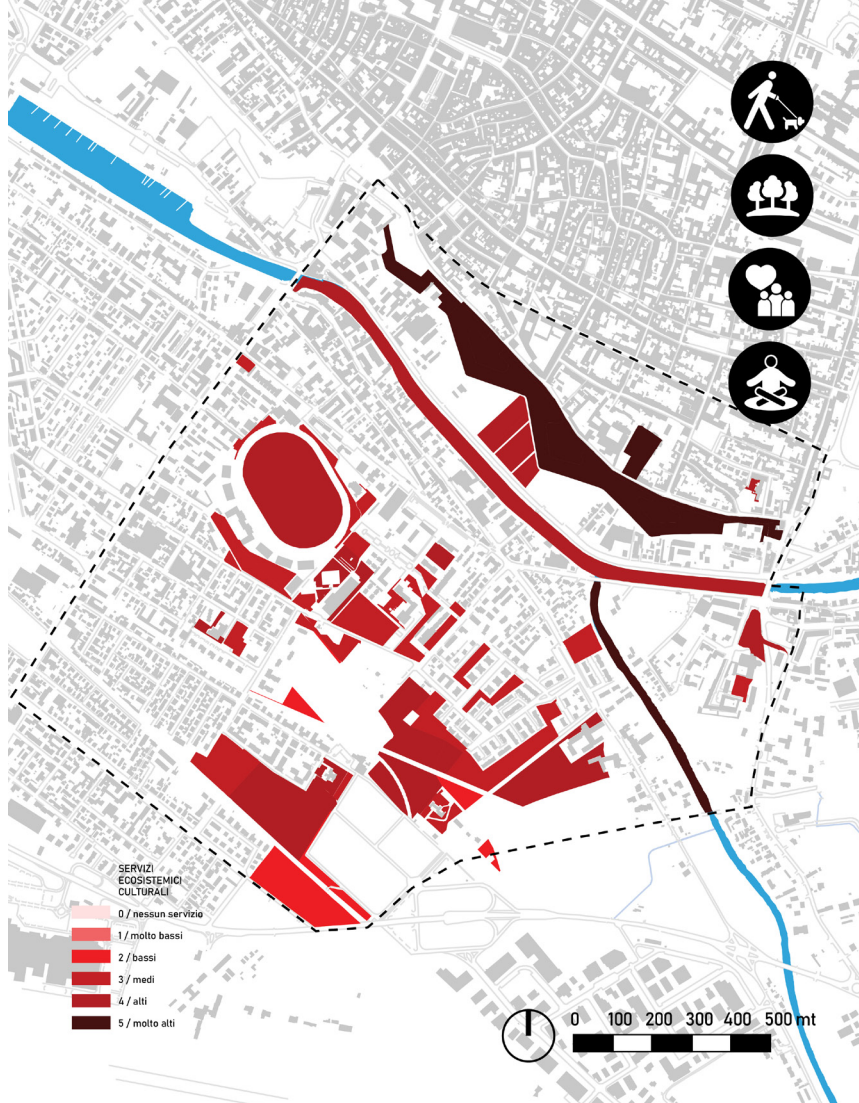 SERVIZI
ECOSISTEMICI
CULTURALI
0 / nessun servizio
1 / molto bassi
2 / bassi
3 / medi
4 / alti
5 / molto alti
0 100 200 300 400 500 mt